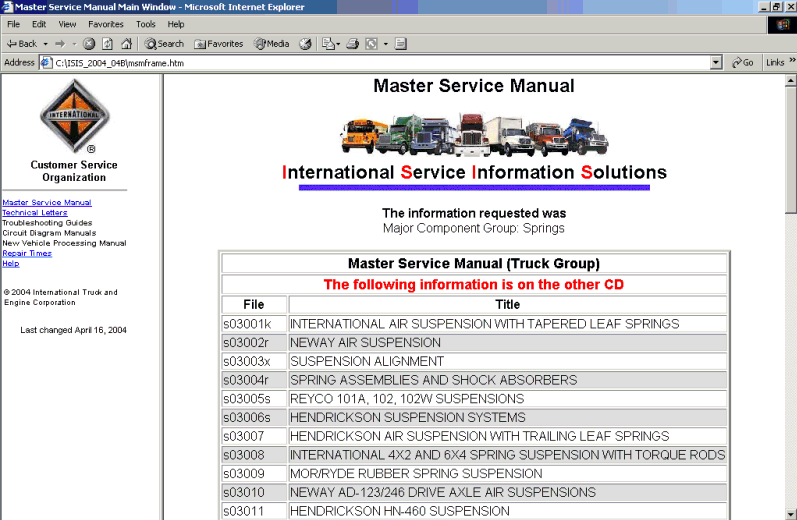 Master Service Manual Main Window - Microsoft Internet Explorer
File Edit View Favorites Tools Help
Back Search Favorites Media
Address C:\ISIS_2004_04B\msmframe.htm Go Links »
INTERNATIONAL
®
Customer Service
Organization
Master Service Manual
Technical Letters
Troubleshooting Guides
Circuit Diagram Manuals
New Vehicle Processing Manual
Repair Times
Help
© 2004 International Truck and
Engine Corporation
Last changed April 16, 2004
Master Service Manual
International Service Information Solutions
The information requested was
Major Component Group: Springs
Master Service Manual (Truck Group)
The following information is on the other CD
File Title
s03001k INTERNATIONAL AIR SUSPENSION WITH TAPERED LEAF SPRINGS
s03002r NEWAY AIR SUSPENSION
s03003x SUSPENSION ALIGNMENT
s03004r SPRING ASSEMBLIES AND SHOCK ABSORBERS
s03005s REYCO 101A, 102, 102W SUSPENSIONS
s03006s HENDRICKSON SUSPENSION SYSTEMS
s03007 HENDRICKSON AIR SUSPENSION WITH TRAILING LEAF SPRINGS
s03008 INTERNATIONAL 4X2 AND 6X4 SPRING SUSPENSION WITH TORQUE RODS
s03009 MOR/RYDE RUBBER SPRING SUSPENSION
s03010 NEWAY AD-123/246 DRIVE AXLE AIR SUSPENSIONS
s03011 HENDRICKSON HN-460 SUSPENSION